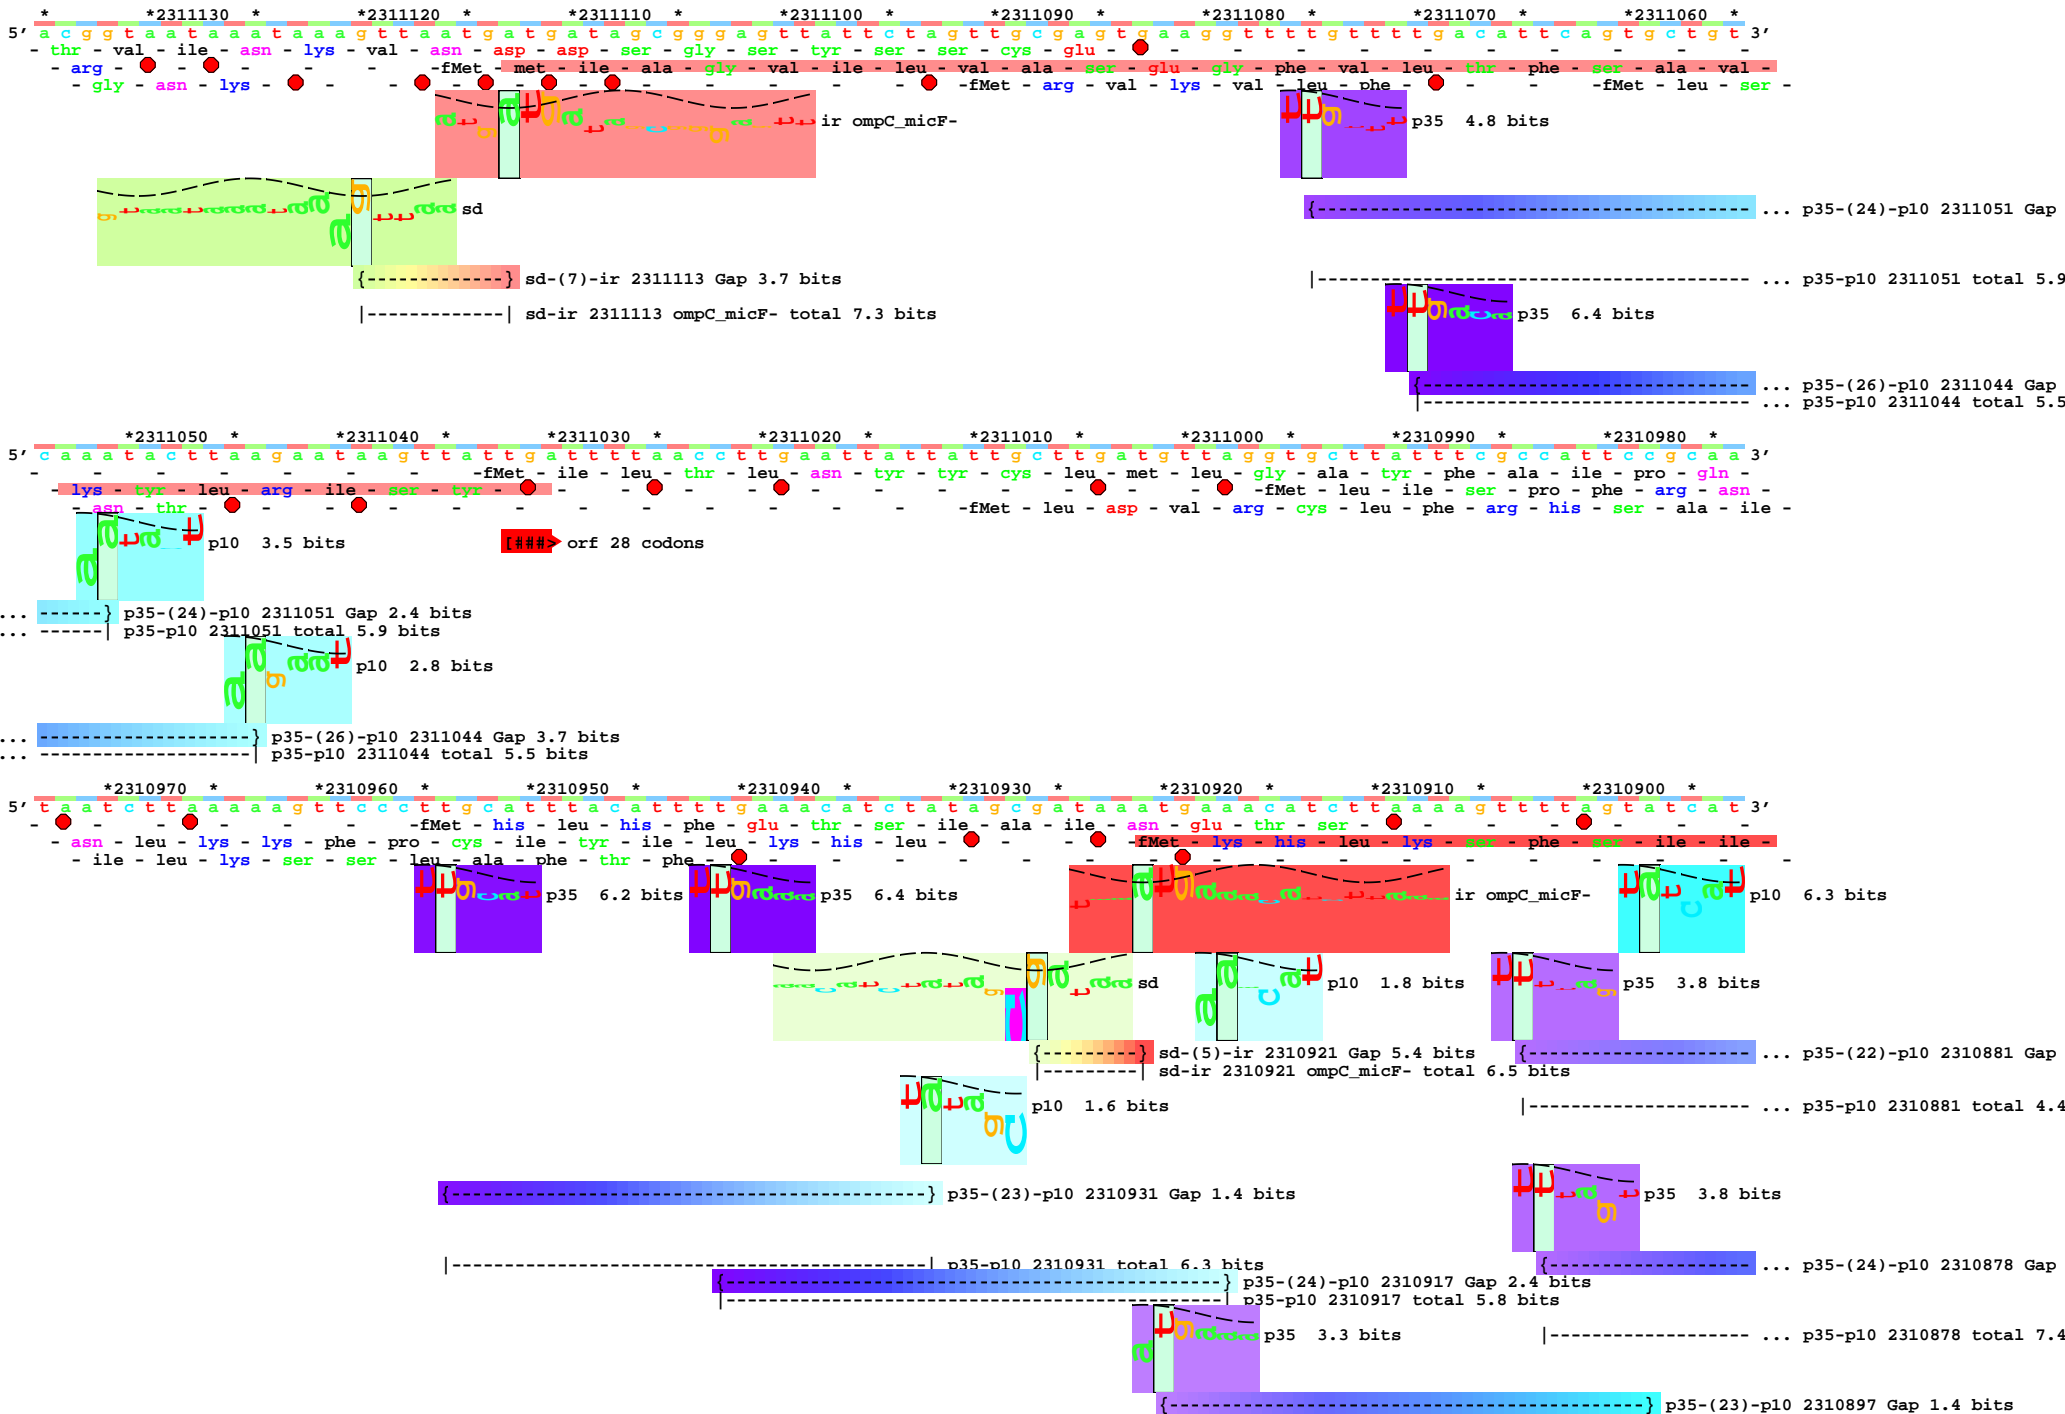 * *2311130 * *2311120 * *2311110 * *2311100 * *2311090 * *2311080 * *2311070 * *2311060 *
5' a c g g t a a t a a a t a a a g t t a a t g a t g a t a g c g g g a g t t a t t c t a g t t g c g a g t g a a g g t t t t g t t t t g a c a t t c a g t g c t g t 3'
- thr - val - ile - asn - lys - val - asn - asp - asp - ser - gly - ser - tyr - ser - ser - cys - glu - - - - - - - - - -
- arg - - - - - -fMet - met - ile - ala - gly - val - ile - leu - val - ala - ser - glu - gly - phe - val - leu - thr - phe - ser - ala - val -
- gly - asn - lys - - - - - - - - - - - -fMet - arg - val - lys - val - leu - phe - - - -fMet - leu - ser -
ir ompC_micF-
p35 4.8 bits
sd
{-------------------- ... p35-(24)-p10 2311051 Gap
{-------------} sd-(7)-ir 2311113 Gap 3.7 bits
|-------------------- ... p35-p10 2311051 total 5.9
|-------------| sd-ir 2311113 ompC_micF- total 7.3 bits
p35 6.4 bits
{-------------------- ... p35-(26)-p10 2311044 Gap
|-------------------- ... p35-p10 2311044 total 5.5
*2311050 * *2311040 * *2311030 * *2311020 * *2311010 * *2311000 * *2310990 * *2310980 *
5' c a a a t a c t t a a g a a t a a g t t a t t g a t t t t a a c c t t g a a t t a t t a t t g c t t g a t g t t a g g t g c t t a t t t c g c c a t t c c g c a a 3'
- - - - - - - -fMet - ile - leu - thr - leu - asn - tyr - tyr - cys - leu - met - leu - gly - ala - tyr - phe - ala - ile - pro - gln -
- lys - tyr - leu - arg - ile - ser - tyr - - - - - - - - - - - -fMet - leu - ile - ser - pro - phe - arg - asn -
- asn - thr - - - - - - - - - - - - -fMet - leu - asp - val - arg - cys - leu - phe - arg - his - ser - ala - ile -
p10 3.5 bits
[###> orf 28 codons
... ------} p35-(24)-p10 2311051 Gap 2.4 bits
... ------| p35-p10 2311051 total 5.9 bits
p10 2.8 bits
... --------------------} p35-(26)-p10 2311044 Gap 3.7 bits
... --------------------| p35-p10 2311044 total 5.5 bits
*2310970 * *2310960 * *2310950 * *2310940 * *2310930 * *2310920 * *2310910 * *2310900 *
5' t a a t c t t a a a a a g t t c c c t t g c a t t t a c a t t t t g a a a c a t c t a t a g c g a t a a a t g a a a c a t c t t a a a a g t t t t a g t a t c a t 3'
- - - - - - -fMet - his - leu - his - phe - glu - thr - ser - ile - ala - ile - asn - glu - thr - ser - - - - -
- asn - leu - lys - lys - phe - pro - cys - ile - tyr - ile - leu - lys - his - leu - - - -fMet - lys - his - leu - lys - ser - phe - ser - ile - ile -
- ile - leu - lys - ser - ser - leu - ala - phe - thr - phe - - - - - - - - - -
p35 6.2 bits
p35 6.4 bits
ir ompC_micF-
p10 6.3 bits
sd
p10 1.8 bits
p35 3.8 bits
{---------} sd-(5)-ir 2310921 Gap 5.4 bits
{-------------------- ... p35-(22)-p10 2310881 Gap
|---------| sd-ir 2310921 ompC_micF- total 6.5 bits
p10 1.6 bits
|-------------------- ... p35-p10 2310881 total 4.4
{---------------------} p35-(23)-p10 2310931 Gap 1.4 bits
p35 3.8 bits
|---------------------| p35-p10 2310931 total 6.3 bits
{-------------------- ... p35-(24)-p10 2310878 Gap
{----------------------} p35-(24)-p10 2310917 Gap 2.4 bits
|----------------------| p35-p10 2310917 total 5.8 bits
p35 3.3 bits
|-------------------- ... p35-p10 2310878 total 7.4
{---------------------} p35-(23)-p10 2310897 Gap 1.4 bits